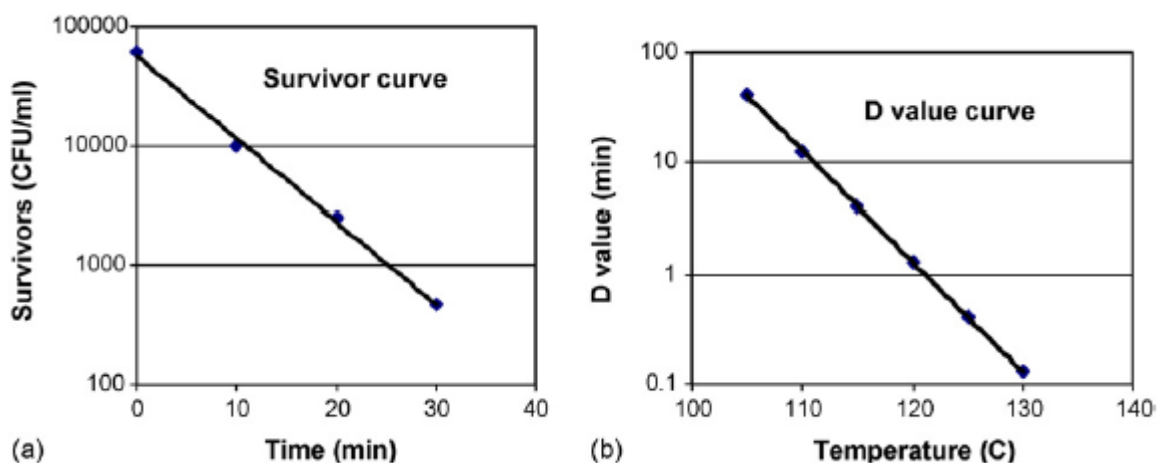 100000
10000
1000
100
Survivors (CFU/ml)
Survivor curve
0 10 20 30 40
(a) Time (min)
100
10
1
0.1
D value (min)
D value curve
100 110 120 130 140
(b) Temperature (C)